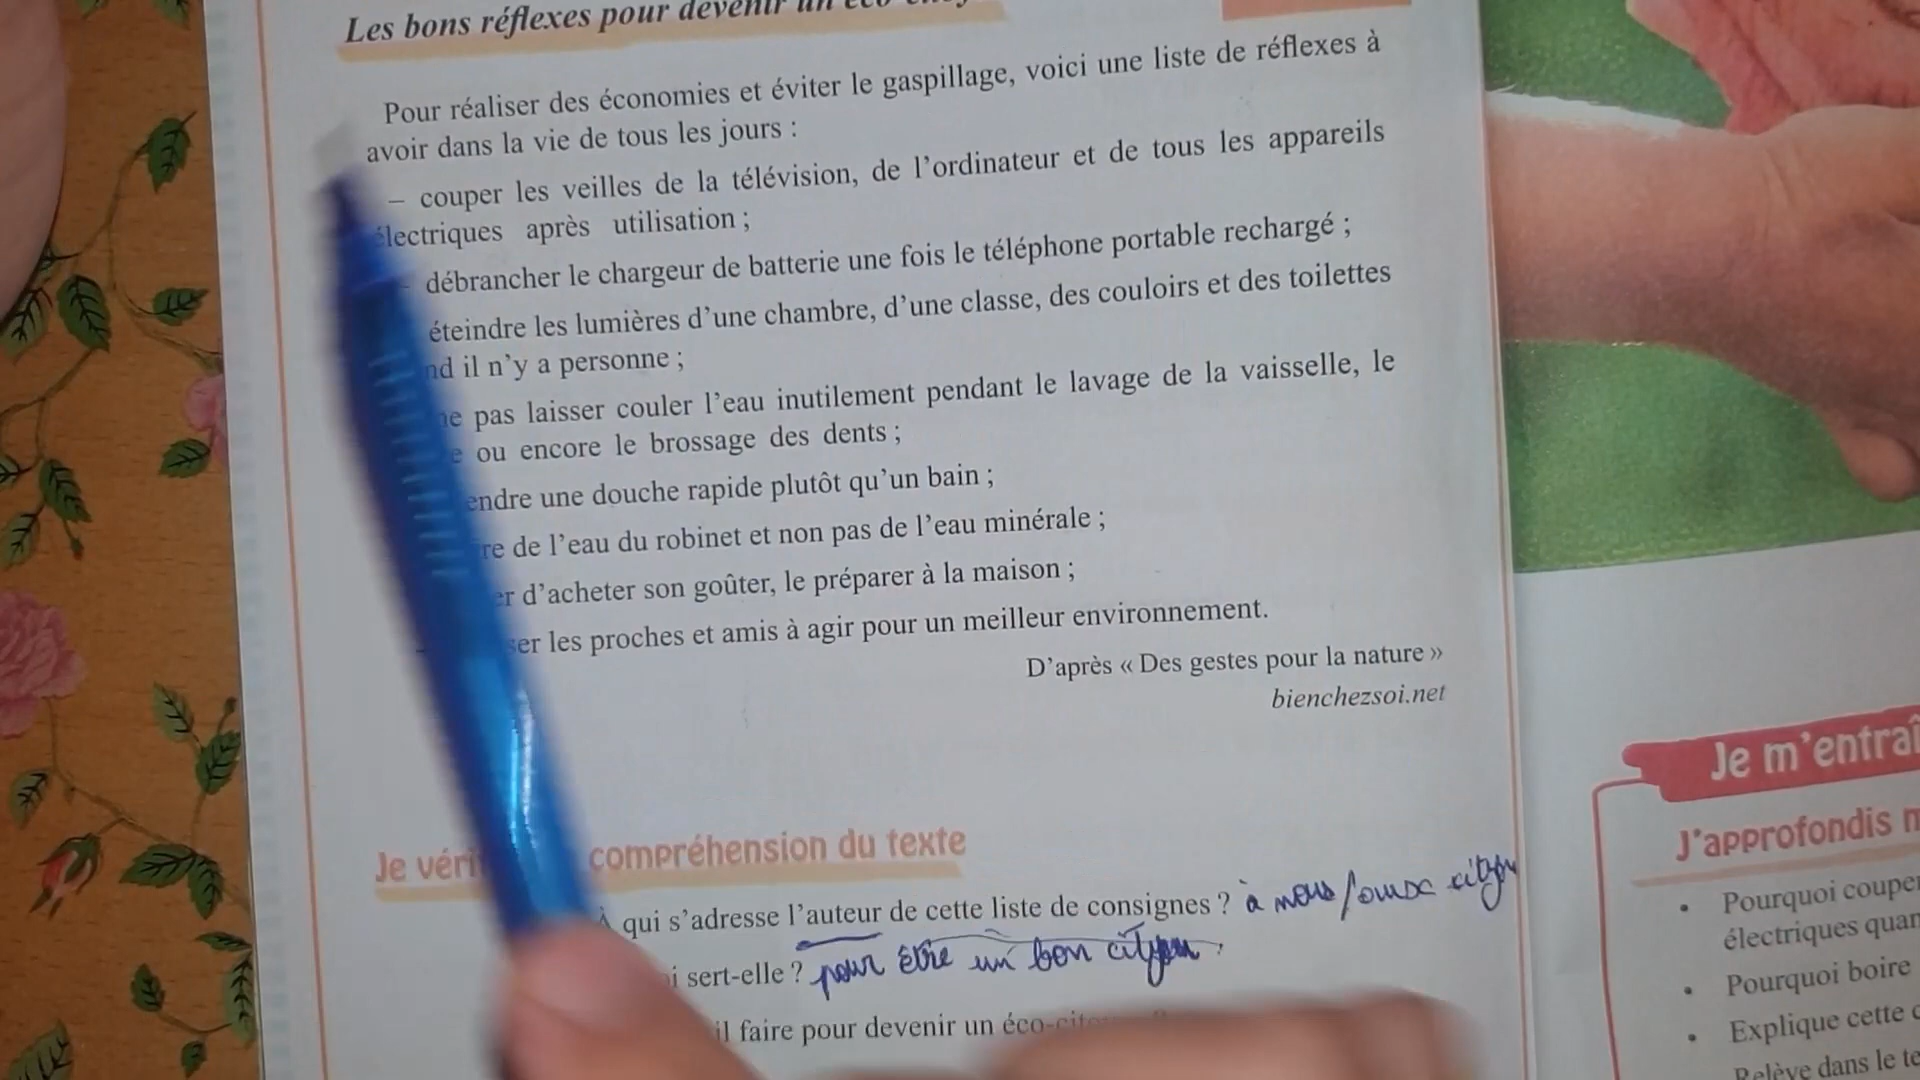 Les bons réflexes pour devenir un
Pour réaliser des économies et éviter le gaspillage, voici une liste de réflexes à
avoir dans la vie de tous les jours :
– couper les veilles de la télévision, de l'ordinateur et de tous les appareils
électriques après utilisation ;
débrancher le chargeur de batterie une fois le téléphone portable rechargé ;
éteindre les lumières d'une chambre, d'une classe, des couloirs et des toilettes
il n'y a personne ;
pas laisser couler l'eau inutilement pendant le lavage de la vaisselle, le
ou encore le brossage des dents ;
une douche rapide plutôt qu'un bain ;
de l'eau du robinet et non pas de l'eau minérale ;
d'acheter son goûter, le préparer à la maison ;
les proches et amis à agir pour un meilleur environnement.
D'après « Des gestes pour la nature »
bienchezsoi.net
Je compréhension du texte
À qui s'adresse l'auteur de cette liste de consignes ? à nous
sert-elle ? pour être un bon citoyen
il faire pour devenir un
Je m'entraî
J'approfondis
• Pourquoi couper
électriques
• Pourquoi boire
• Explique cette
Relève dans le